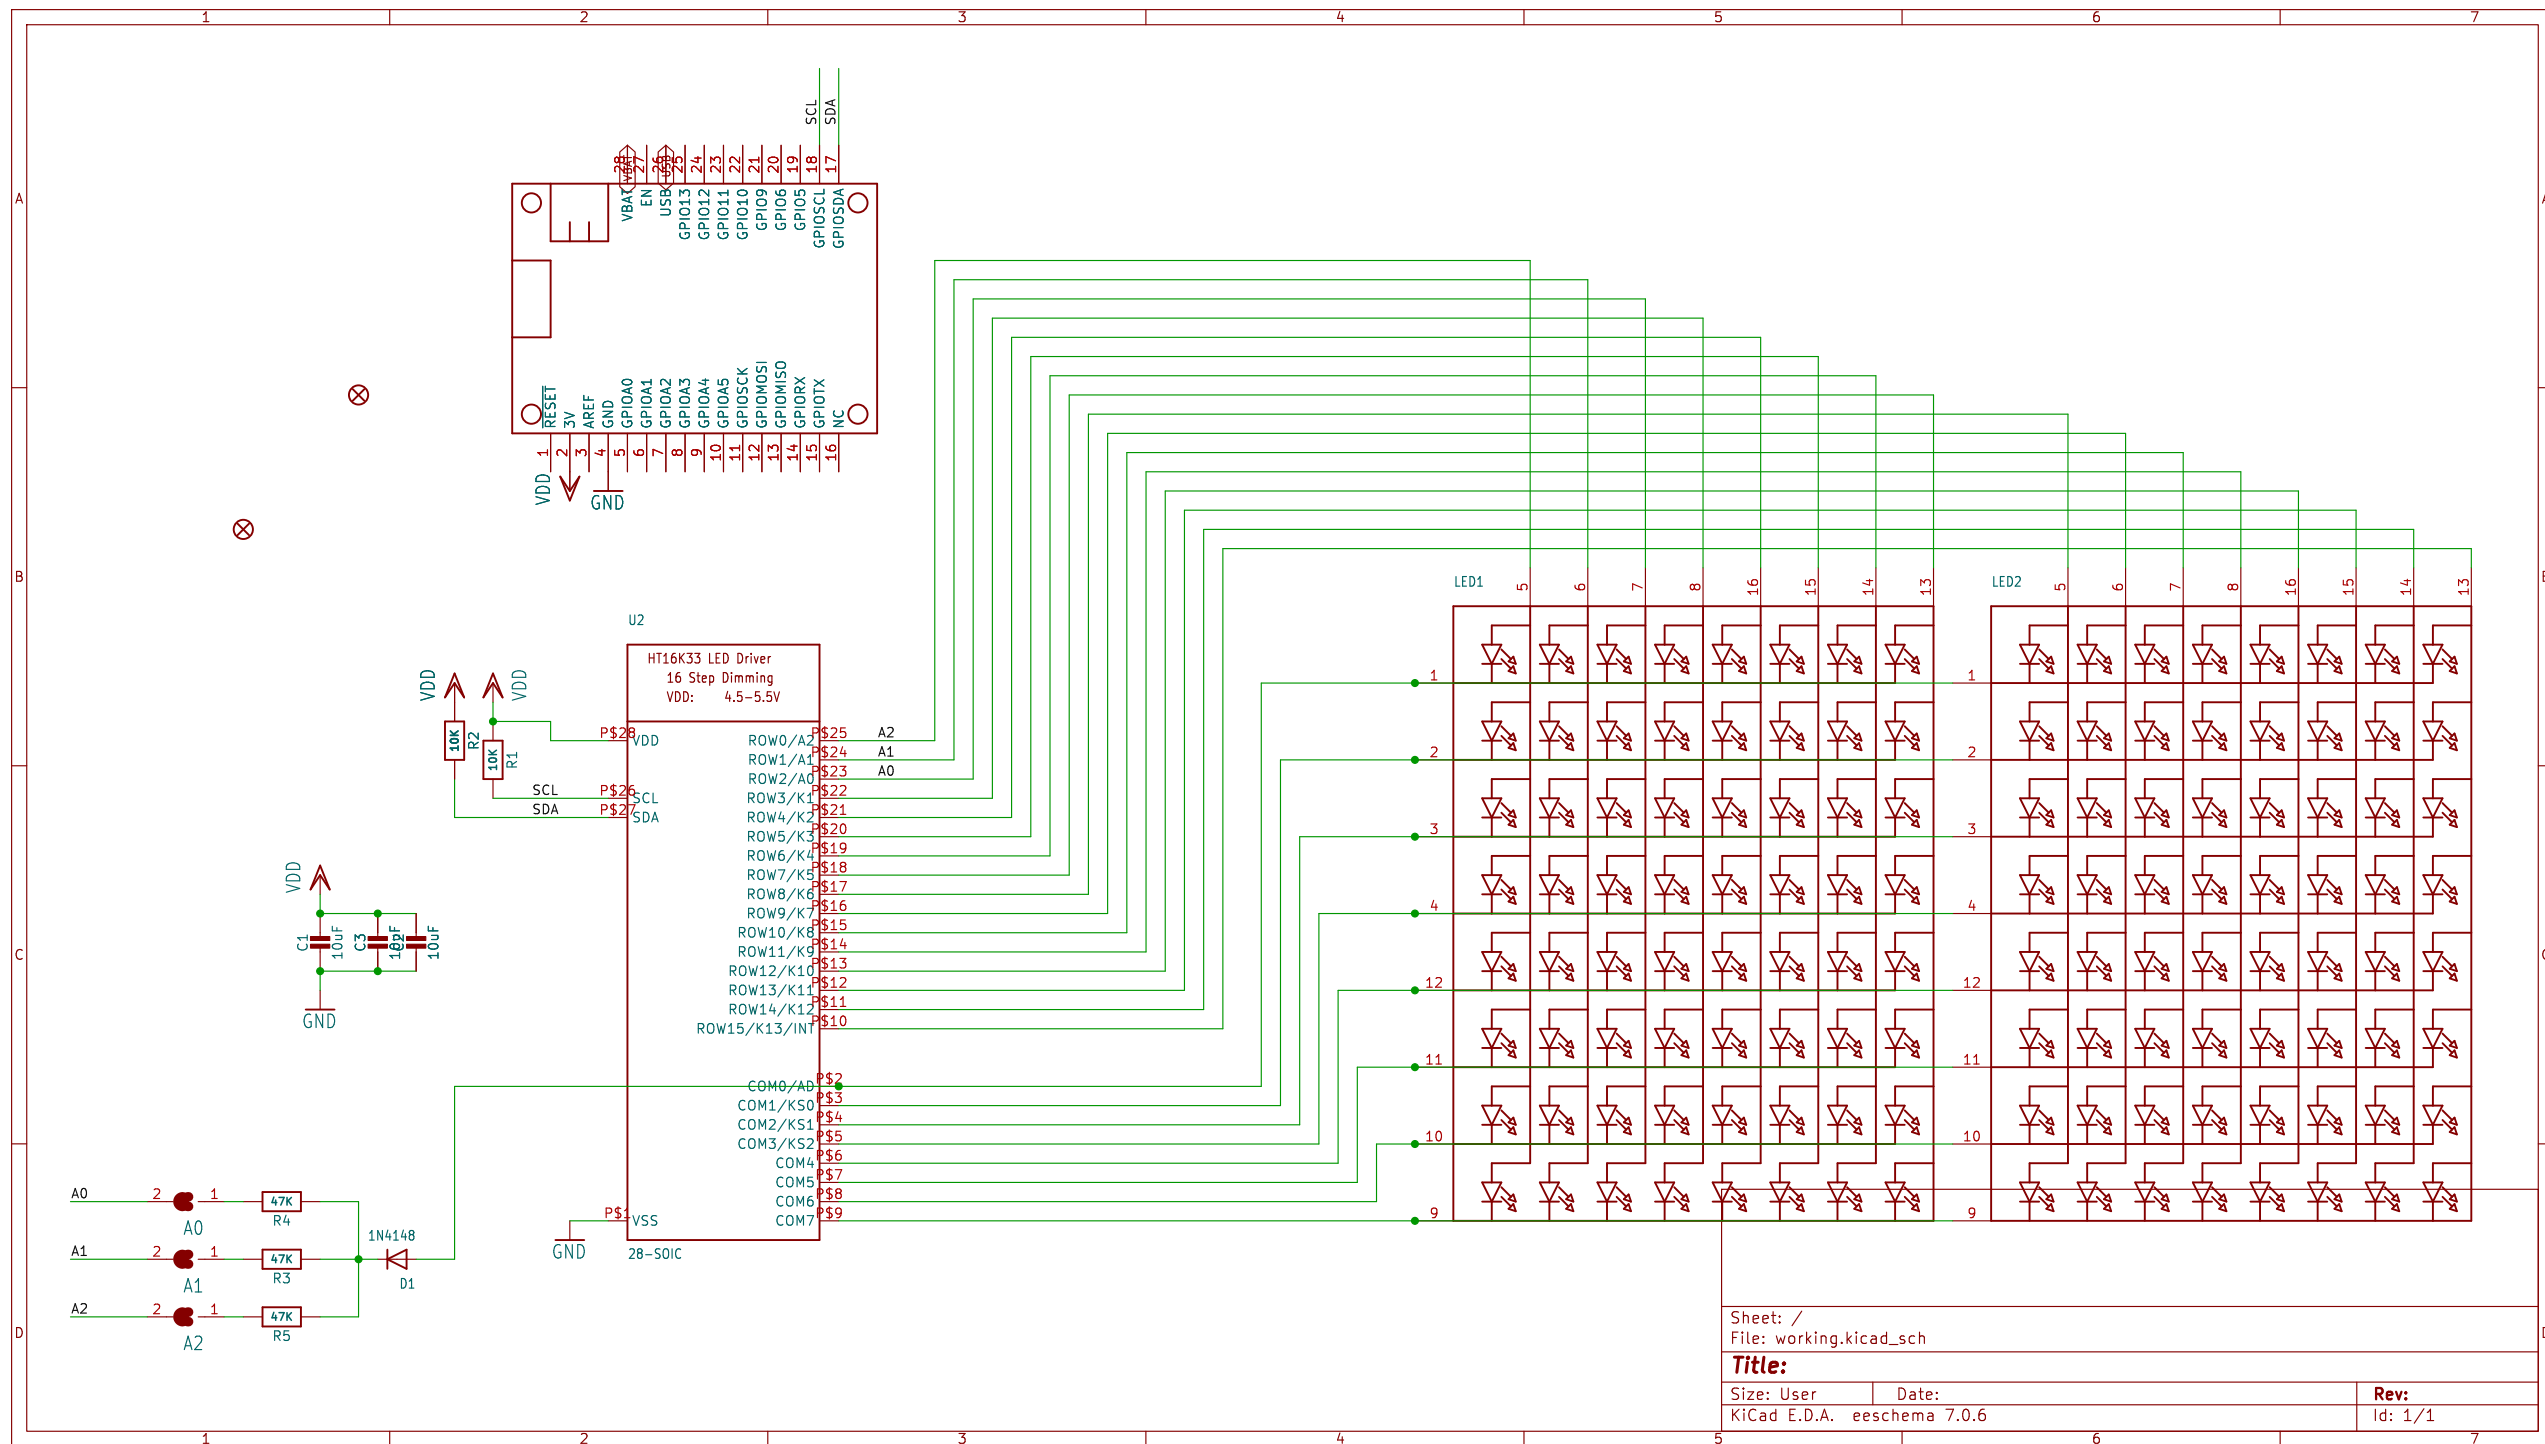 1 2 3 4 5 6 7
A
B
C
D
SCL
SDA
28 27 26 25 24 23 22 21 20 19 18 17
VBAT
USB
VBAT
EN
USB
GPIO13
GPIO12
GPIO11
GPIO10
GPIO9
GPIO6
GPIO5
GPIOSCL
GPIOSDA
RESET
3V
AREF
GND
GPIOA0
GPIOA1
GPIOA2
GPIOA3
GPIOA4
GPIOA5
GPIOSCK
GPIOMOSI
GPIOMISO
GPIORX
GPIOTX
NC
1 2 3 4 5 6 7 8 9 10 11 12 13 14 15 16
VDD
GND
U2
HT16K33 LED Driver
16 Step Dimming
VDD: 4.5-5.5V
VDD
VDD
10K
R2
10K
R1
P$28 VDD
SCL P$26 SCL
SDA P$27 SDA
ROW0/A2 P$25 A2
ROW1/A1 P$24 A1
ROW2/A0 P$23 A0
ROW3/K1 P$22
ROW4/K2 P$21
ROW5/K3 P$20
ROW6/K4 P$19
ROW7/K5 P$18
ROW8/K6 P$17
ROW9/K7 P$16
ROW10/K8 P$15
ROW11/K9 P$14
ROW12/K10 P$13
ROW13/K11 P$12
ROW14/K12 P$11
ROW15/K13/INT P$10
COM0/AD P$2
COM1/KS0 P$3
COM2/KS1 P$4
COM3/KS2 P$5
COM4 P$6
COM5 P$7
COM6 P$8
COM7 P$9
P$1 VSS
GND
28-SOIC
VDD
C1
10uF
C3
10uF
C2
10uF
GND
A0 2 1 47K
A0 R4
A1 2 1 47K
A1 R3
1N4148
D1
A2 2 1 47K
A2 R5
LED1
5 6 7 8 16 15 14 13
1
2
3
4
12
11
10
9
LED2
5 6 7 8 16 15 14 13
1
2
3
4
12
11
10
9
Sheet: /
File: working.kicad_sch
Title:
Size: User Date: Rev:
KiCad E.D.A. eeschema 7.0.6 Id: 1/1
1 2 3 4 5 6 7